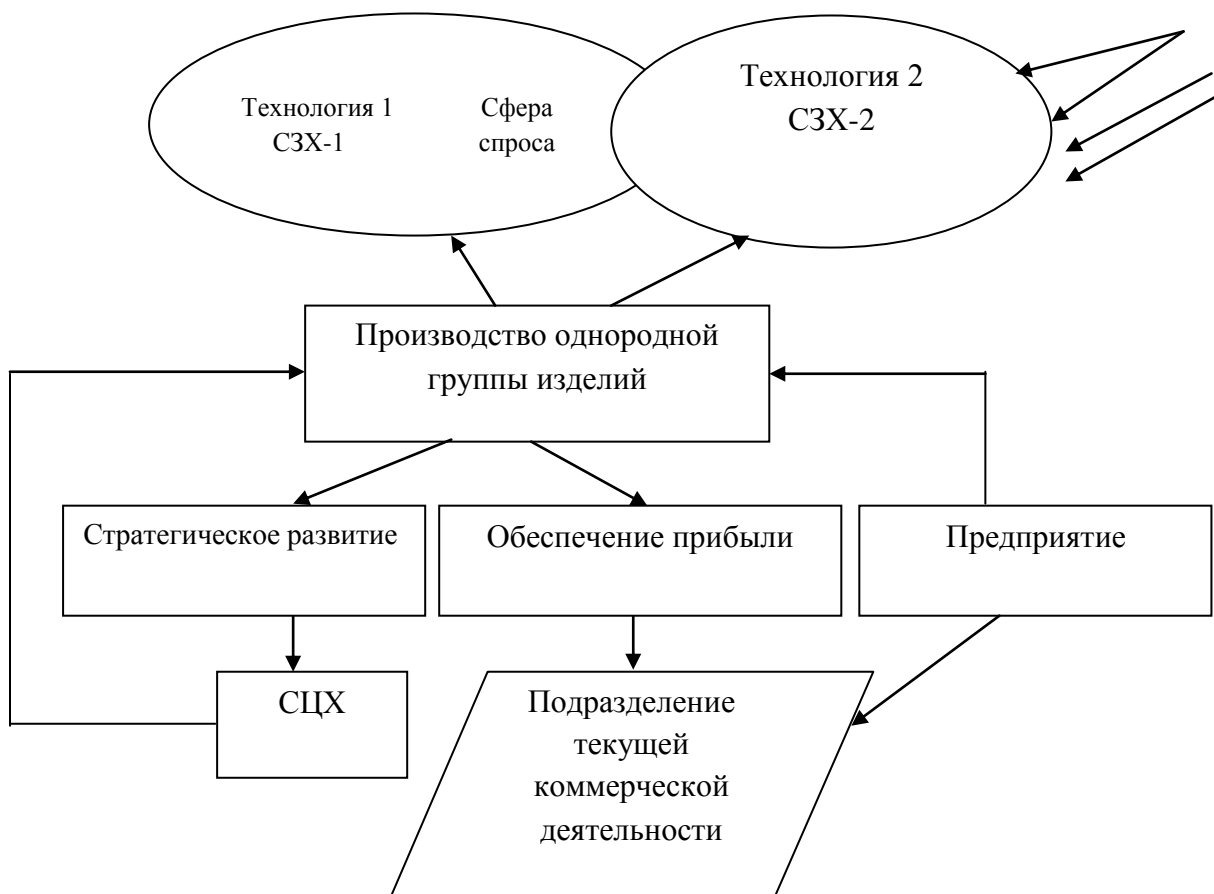 Технология 1
СЗХ-1
Сфера
спроса
Технология 2
СЗХ-2
Производство однородной
группы изделий
Стратегическое развитие
Обеспечение прибыли
Предприятие
СЦХ
Подразделение
текущей
коммерческой
деятельности